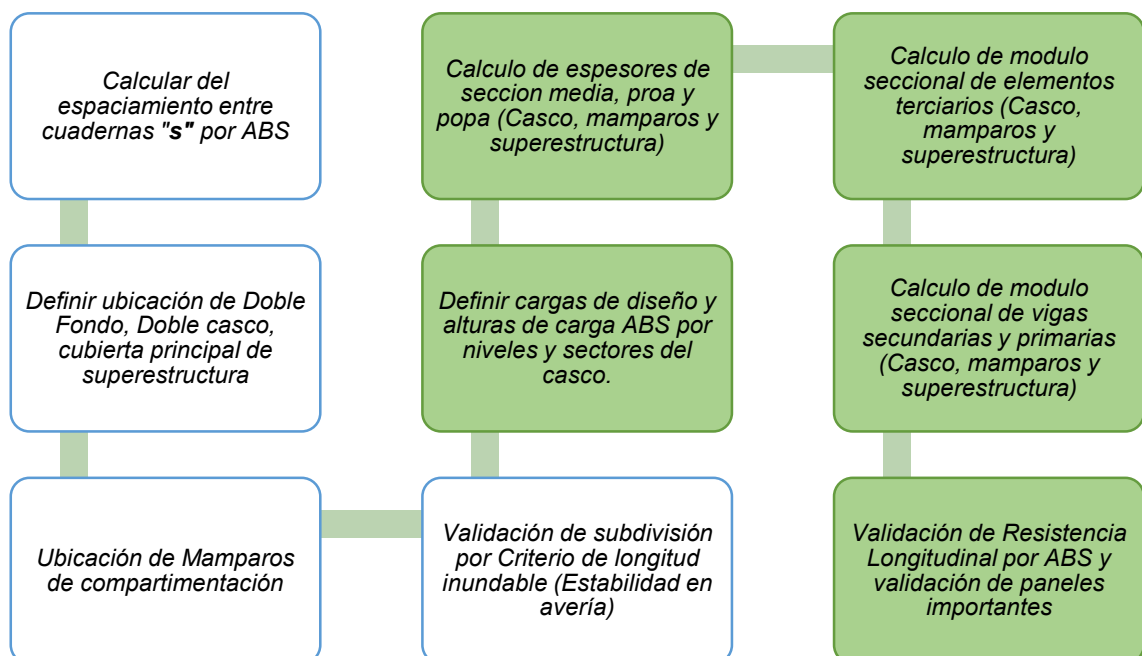 Calcular del
espaciamiento entre
cuadernas "s" por ABS
Definir ubicación de Doble
Fondo, Doble casco,
cubierta principal de
superestructura
Ubicación de Mamparos
de compartimentación
Validación de subdivisión
por Criterio de longitud
inundable (Estabilidad en
avería)
Definir cargas de diseño y
alturas de carga ABS por
niveles y sectores del
casco.
Calculo de espesores de
seccion media, proa y
popa (Casco, mamparos y
superestructura)
Calculo de modulo
seccional de elementos
terciarios (Casco,
mamparos y
superestructura)
Calculo de modulo
seccional de vigas
secundarias y primarias
(Casco, mamparos y
superestructura)
Validación de Resistencia
Longitudinal por ABS y
validación de paneles
importantes